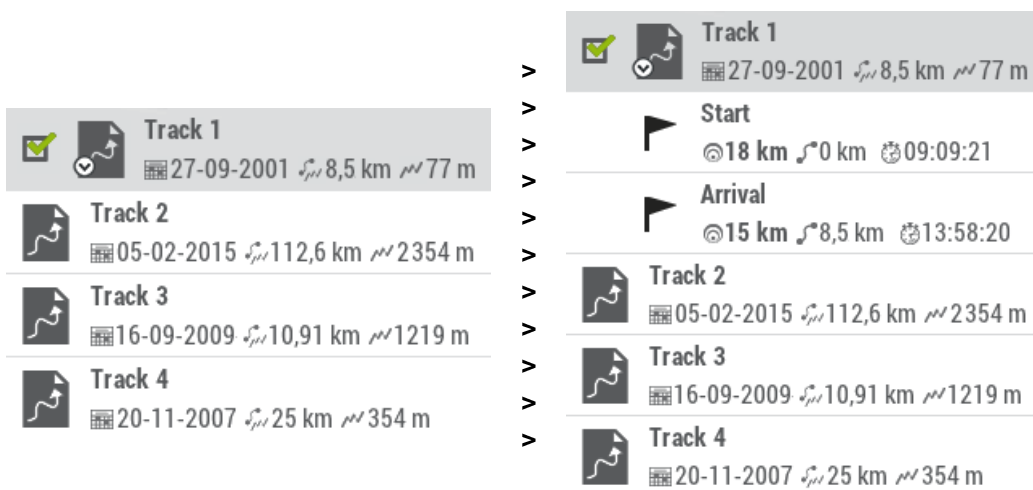 Track 1
27-09-2001 8,5 km 77 m
Track 2
05-02-2015 112,6 km 2354 m
Track 3
16-09-2009 10,91 km 1219 m
Track 4
20-11-2007 25 km 354 m
>
>
>
>
>
>
>
>
>
>
>
Track 1
27-09-2001 8,5 km 77 m
Start
18 km 0 km 09:09:21
Arrival
15 km 8,5 km 13:58:20
Track 2
05-02-2015 112,6 km 2354 m
Track 3
16-09-2009 10,91 km 1219 m
Track 4
20-11-2007 25 km 354 m